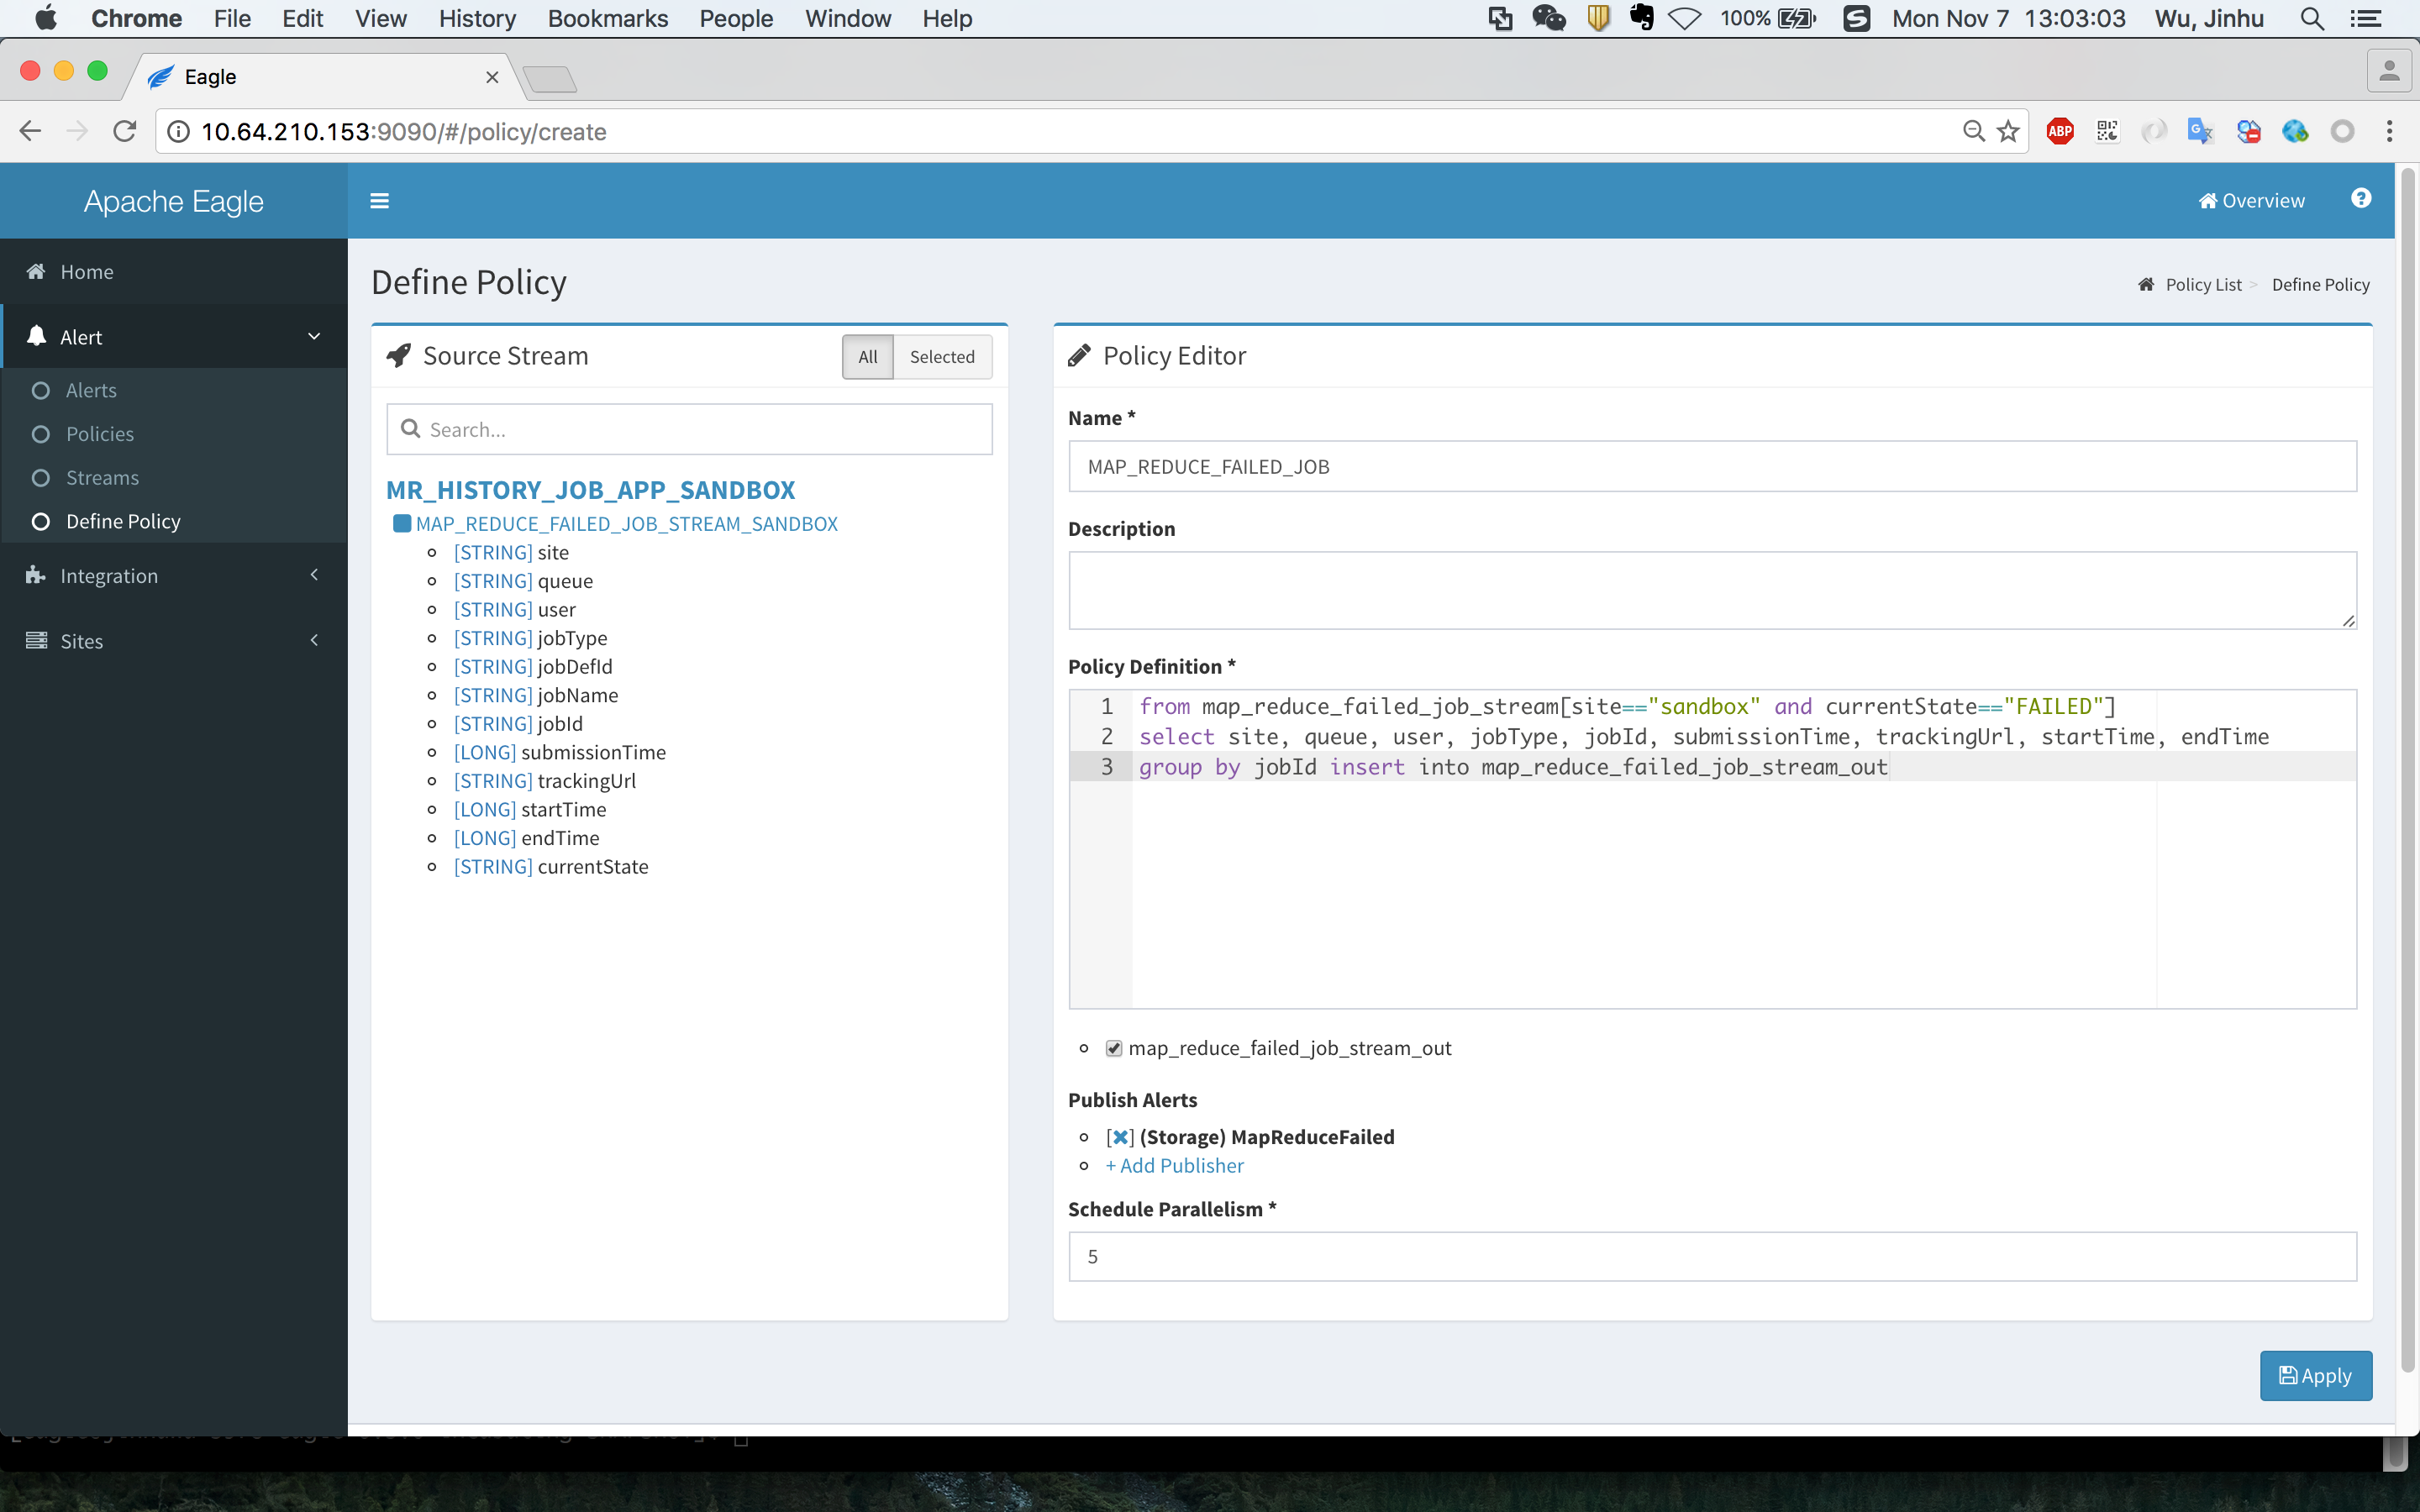 Chrome File Edit View History Bookmarks People Window Help 100% Mon Nov 7 13:03:03 Wu, Jinhu
Eagle
10.64.210.153:9090/#/policy/create
ABP
Apache Eagle
Overview
Home
Alert
Alerts
Policies
Streams
Define Policy
Integration
Sites
Define Policy
Policy List > Define Policy
Source Stream
All Selected
Search...
MR_HISTORY_JOB_APP_SANDBOX
MAP_REDUCE_FAILED_JOB_STREAM_SANDBOX
[STRING] site
[STRING] queue
[STRING] user
[STRING] jobType
[STRING] jobDefId
[STRING] jobName
[STRING] jobId
[LONG] submissionTime
[STRING] trackingUrl
[LONG] startTime
[LONG] endTime
[STRING] currentState
Policy Editor
Name *
MAP_REDUCE_FAILED_JOB
Description
Policy Definition *
1 from map_reduce_failed_job_stream[site=="sandbox" and currentState=="FAILED"]
2 select site, queue, user, jobType, jobId, submissionTime, trackingUrl, startTime, endTime
3 group by jobId insert into map_reduce_failed_job_stream_out
map_reduce_failed_job_stream_out
Publish Alerts
[✖] (Storage) MapReduceFailed
+ Add Publisher
Schedule Parallelism *
5
Apply